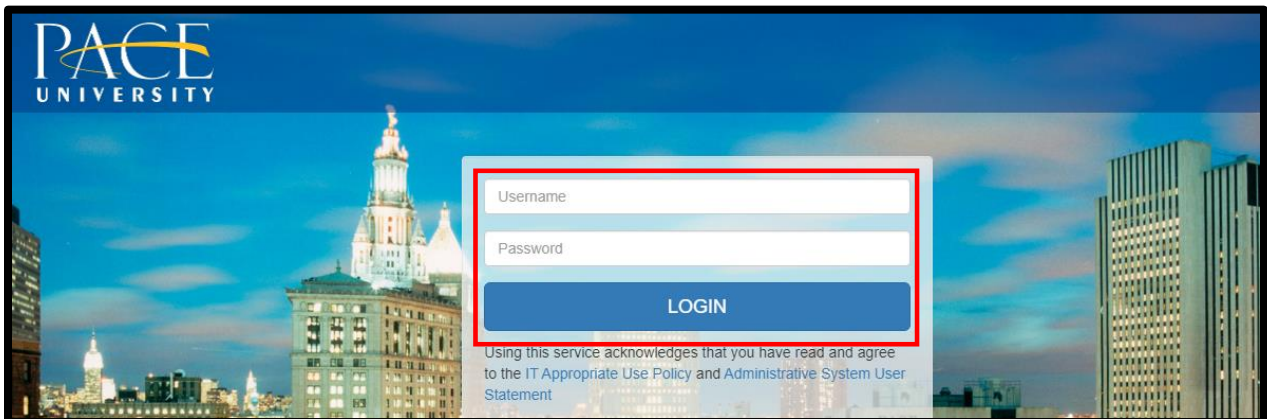 PACE
UNIVERSITY
Username
Password
LOGIN
Using this service acknowledges that you have read and agree
to the IT Appropriate Use Policy and Administrative System User
Statement